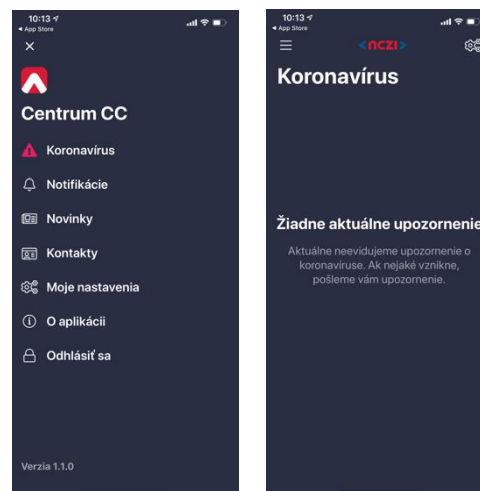 10:13
App Store
Centrum CC
Koronavírus
Notifikácie
Novinky
Kontakty
Moje nastavenia
O aplikácii
Odhlásiť sa
Verzia 1.1.0
10:13
App Store
<nczi>
Koronavírus
Žiadne aktuálne upozornenie
Aktuálne neevidujeme upozornenie o
koronavíruse. Ak nejaké vznikne,
pošleme vám upozornenie.